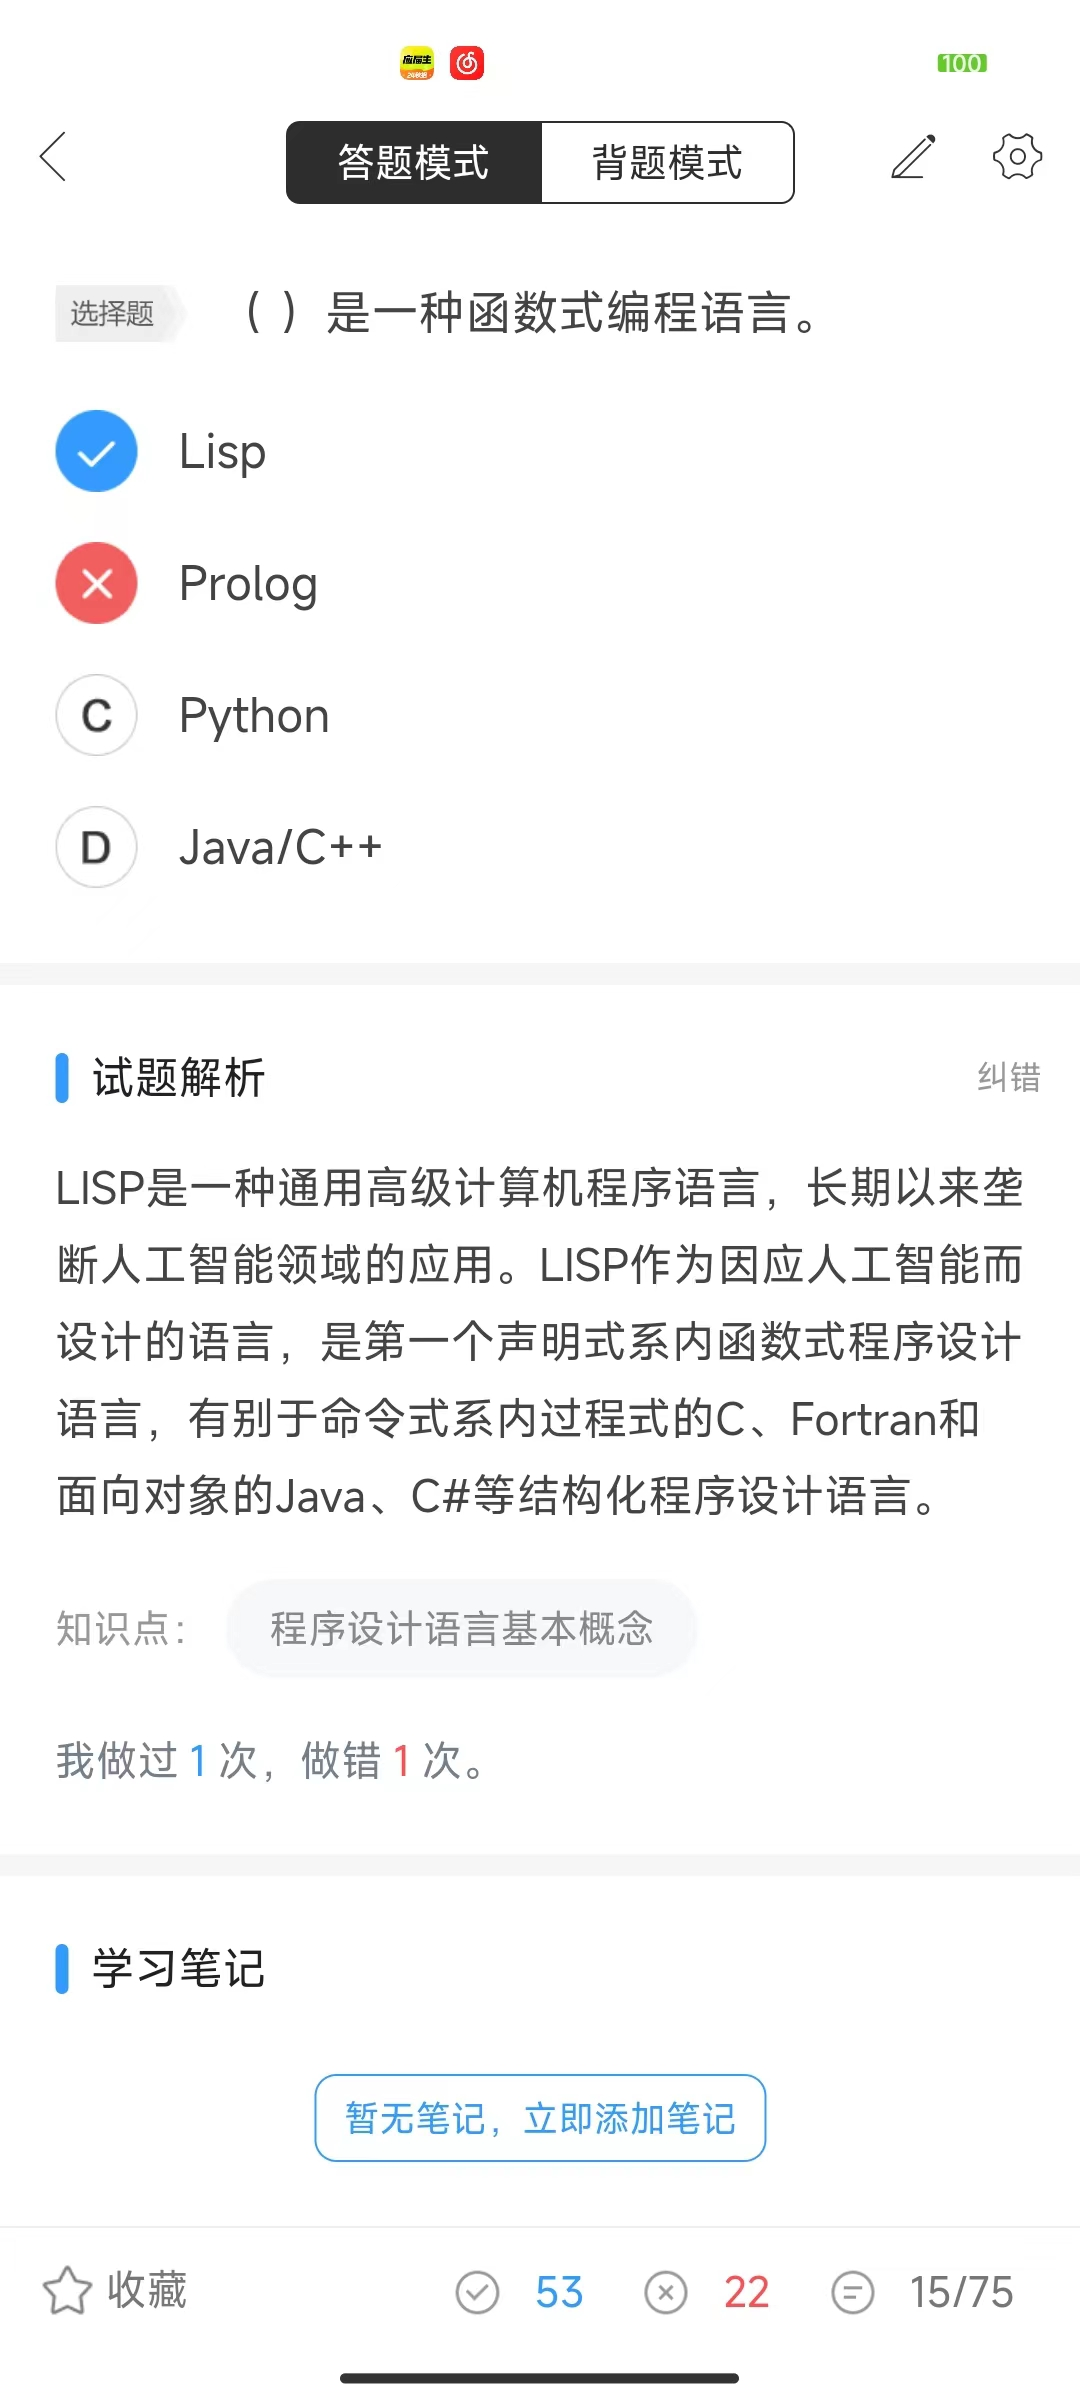 应届生
100
答题模式
背题模式
选择题
（ ）是一种函数式编程语言。
Lisp
Prolog
C
Python
D
Java/C++
试题解析
纠错
LISP是一种通用高级计算机程序语言，长期以来垄
断人工智能领域的应用。LISP作为因应人工智能而
设计的语言，是第一个声明式系内函数式程序设计
语言，有别于命令式系内过程式的C、Fortran和
面向对象的Java、C#等结构化程序设计语言。
知识点：
程序设计语言基本概念
我做过 1 次，做错 1 次。
学习笔记
暂无笔记，立即添加笔记
收藏
53
22
15/75